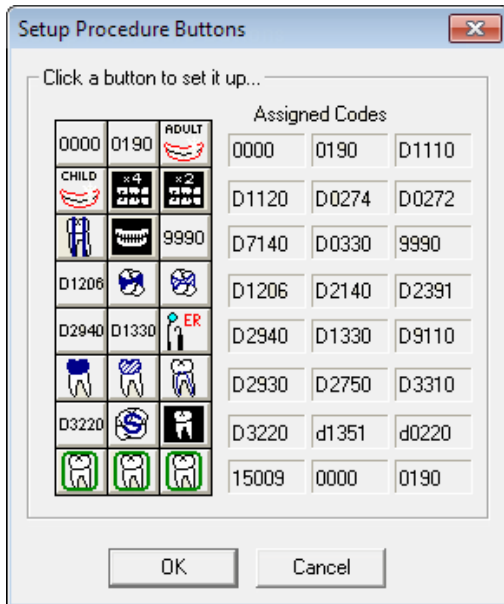 Setup Procedure Buttons
Click a button to set it up...
Assigned Codes
0000 0190 ADULT 0000 0190 D1110
CHILD x4 x2 D1120 D0274 D0272
9990 D7140 D0330 9990
D1206 D1206 D2140 D2391
D2940 D1330 ER D2940 D1330 D9110
D2930 D2750 D3310
D3220 S D3220 d1351 d0220
15009 0000 0190
OK Cancel